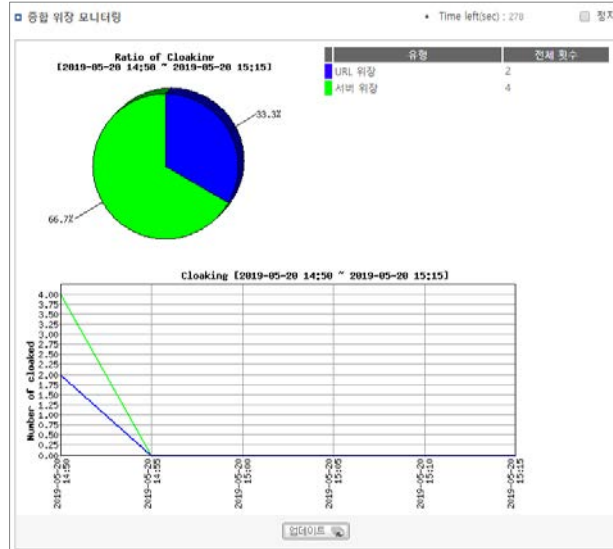 종합 위장 모니터링
Time left(sec) : 278
정지
Ratio of Cloaking
[2019-05-20 14:50 ~ 2019-05-20 15:15]
33.3%
66.7%
유형 전체 횟수
URL 위장 2
서버 위장 4
Cloaking [2019-05-20 14:50 ~ 2019-05-20 15:15]
Number of cloaked
4.00
3.75
3.50
3.25
3.00
2.75
2.50
2.25
2.00
1.75
1.50
1.25
1.00
0.75
0.50
0.25
0.00
2019-05-20 14:50
2019-05-20 14:55
2019-05-20 15:00
2019-05-20 15:05
2019-05-20 15:10
2019-05-20 15:15
업데이트